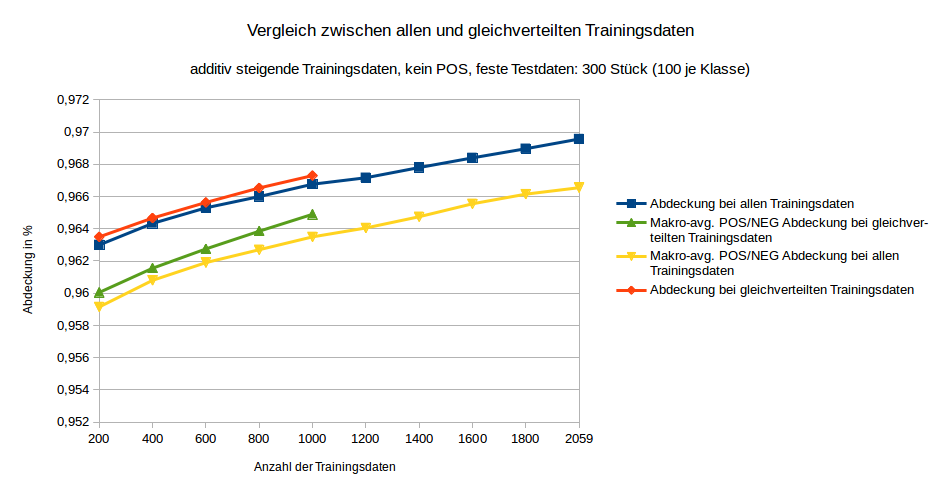 Vergleich zwischen allen und gleichverteilten Trainingsdaten
additiv steigende Trainingsdaten, kein POS, feste Testdaten: 300 Stück (100 je Klasse)
Abdeckung in %
0,972
0,97
0,968
0,966
0,964
0,962
0,96
0,958
0,956
0,954
0,952
200 400 600 800 1000 1200 1400 1600 1800 2059
Anzahl der Trainingsdaten
Abdeckung bei allen Trainingsdaten
Makro-avg. POS/NEG Abdeckung bei gleichver-
teilten Trainingsdaten
Makro-avg. POS/NEG Abdeckung bei allen
Trainingsdaten
Abdeckung bei gleichverteilten Trainingsdaten